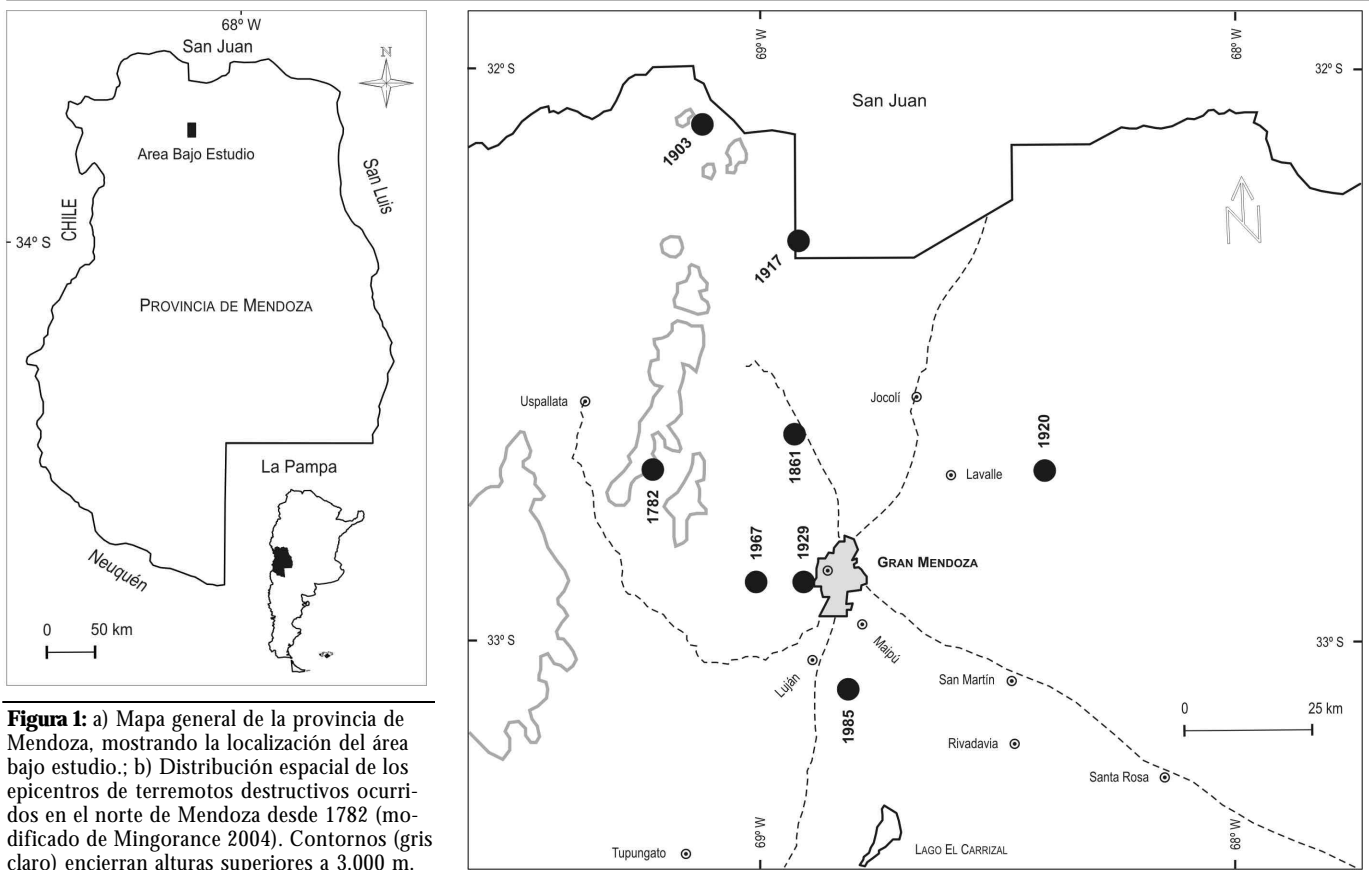 68º W
San Juan
N
Area Bajo Estudio
San Luis
CHILE
34º S
PROVINCIA DE MENDOZA
La Pampa
Neuquén
0 50 km
Figura 1: a) Mapa general de la provincia de
Mendoza, mostrando la localización del área
bajo estudio.; b) Distribución espacial de los
epicentros de terremotos destructivos ocurri-
dos en el norte de Mendoza desde 1782 (mo-
dificado de Mingorance 2004). Contornos (gris
claro) encierran alturas superiores a 3.000 m.
69º W
68º W
32º S
32º S
San Juan
N
1903
1917
Uspallata
Jocolí
1861
1920
Lavalle
1782
1967
1929
GRAN MENDOZA
33º S
33º S
Maipú
Luján
San Martín
1985
0 25 km
Rivadavia
Santa Rosa
Tupungato
69º W
LAGO EL CARRIZAL
68º W